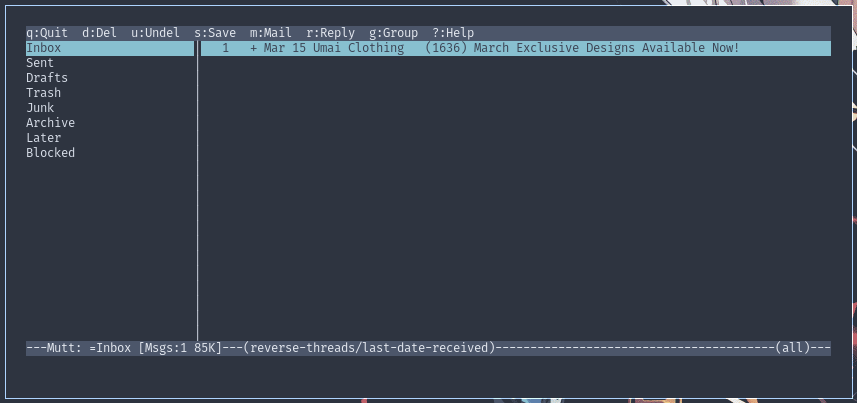 q:Quit  d:Del  u:Undel  s:Save  m:Mail  r:Reply  g:Group  ?:Help
Inbox    1   + Mar 15 Umai Clothing   (1636) March Exclusive Designs Available Now!
Sent
Drafts
Trash
Junk
Archive
Later
Blocked
---Mutt: =Inbox [Msgs:1 85K]---(reverse-threads/last-date-received)----------------------------------------(all)---